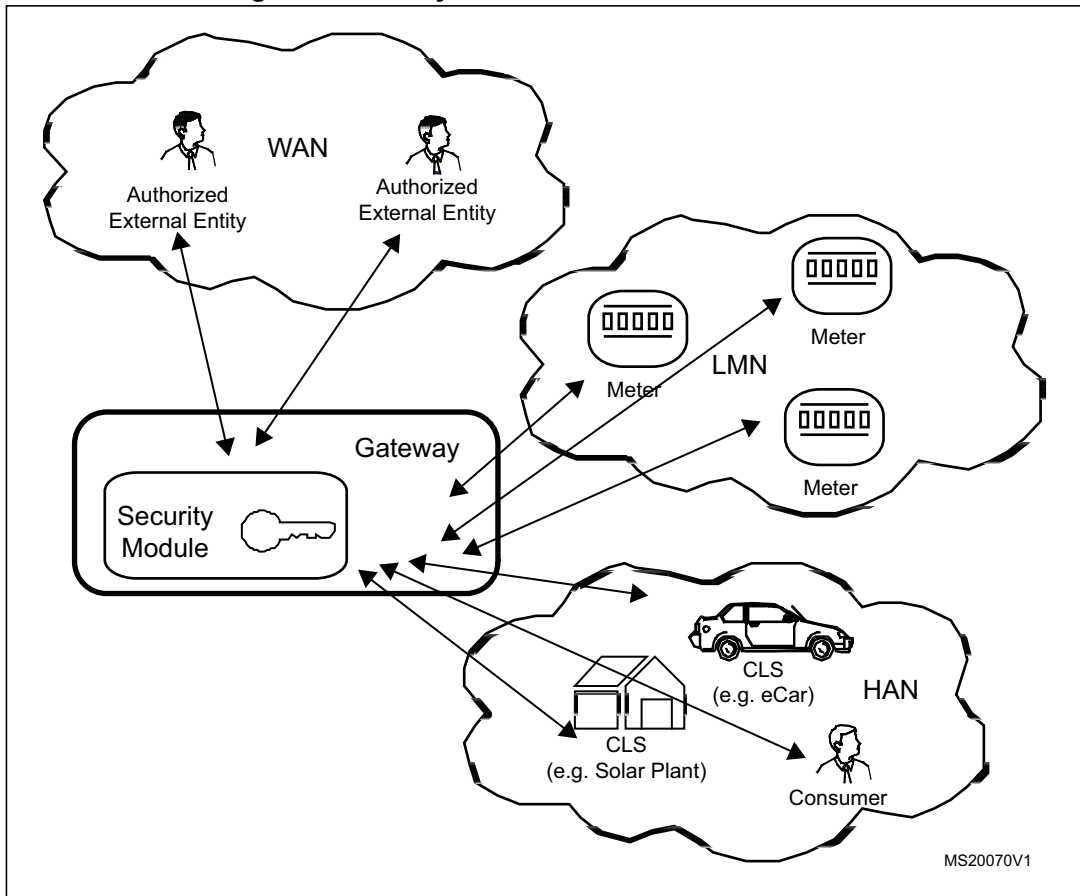 WAN
Authorized
External Entity
Authorized
External Entity
Meter
Meter
LMN
Meter
Gateway
Security
Module
CLS
(e.g. eCar)
HAN
CLS
(e.g. Solar Plant)
Consumer
MS20070V1